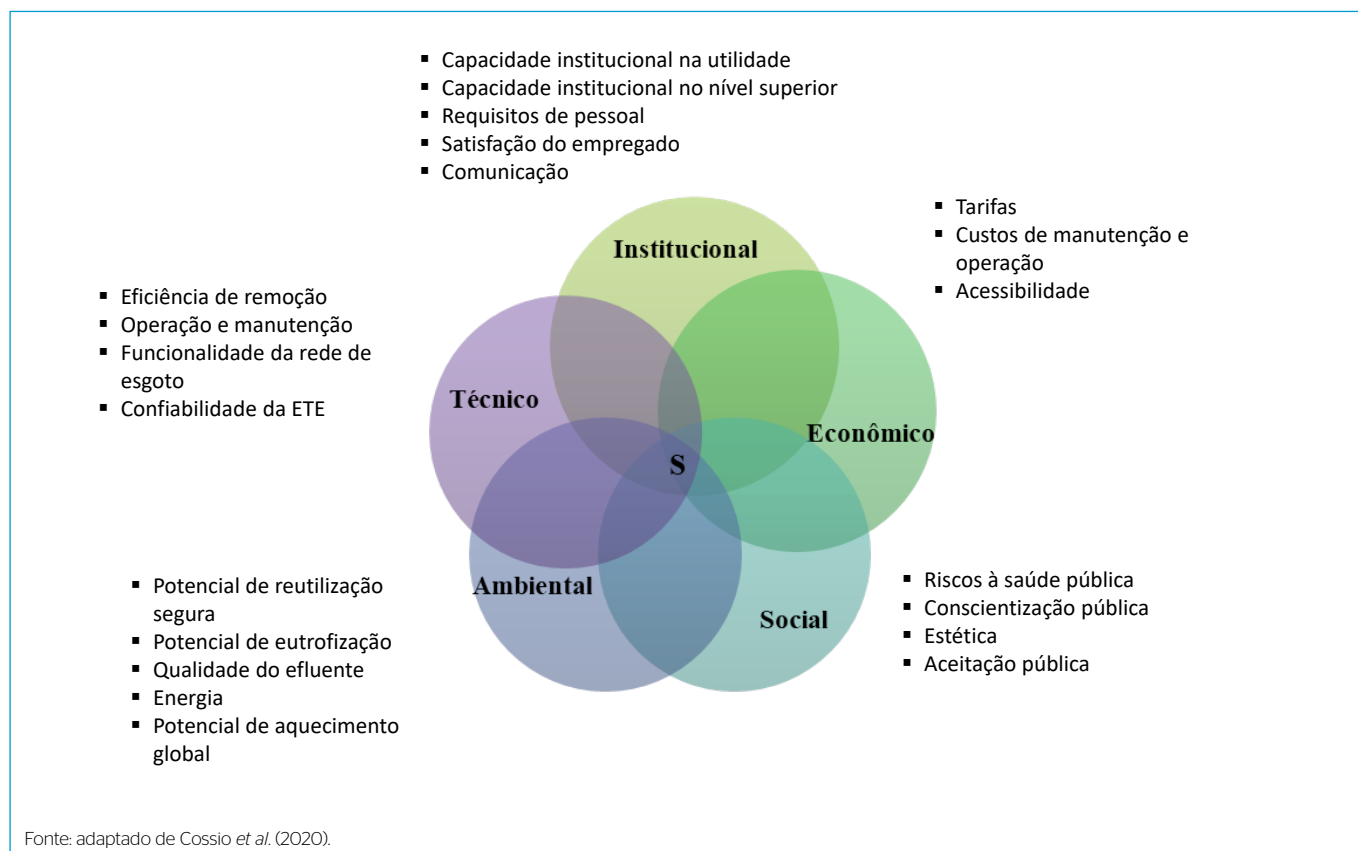 ▪ Capacidade institucional na utilidade
▪ Capacidade institucional no nível superior
▪ Requisitos de pessoal
▪ Satisfação do empregado
▪ Comunicação
Institucional
▪ Tarifas
▪ Custos de manutenção e
operação
▪ Acessibilidade
Econômico
▪ Eficiência de remoção
▪ Operação e manutenção
▪ Funcionalidade da rede de
esgoto
▪ Confiabilidade da ETE
Técnico
S
▪ Potencial de reutilização
segura
▪ Potencial de eutrofização
▪ Qualidade do efluente
▪ Energia
▪ Potencial de aquecimento
global
Ambiental
Social
▪ Riscos à saúde pública
▪ Conscientização pública
▪ Estética
▪ Aceitação pública
Fonte: adaptado de Cossio et al. (2020).